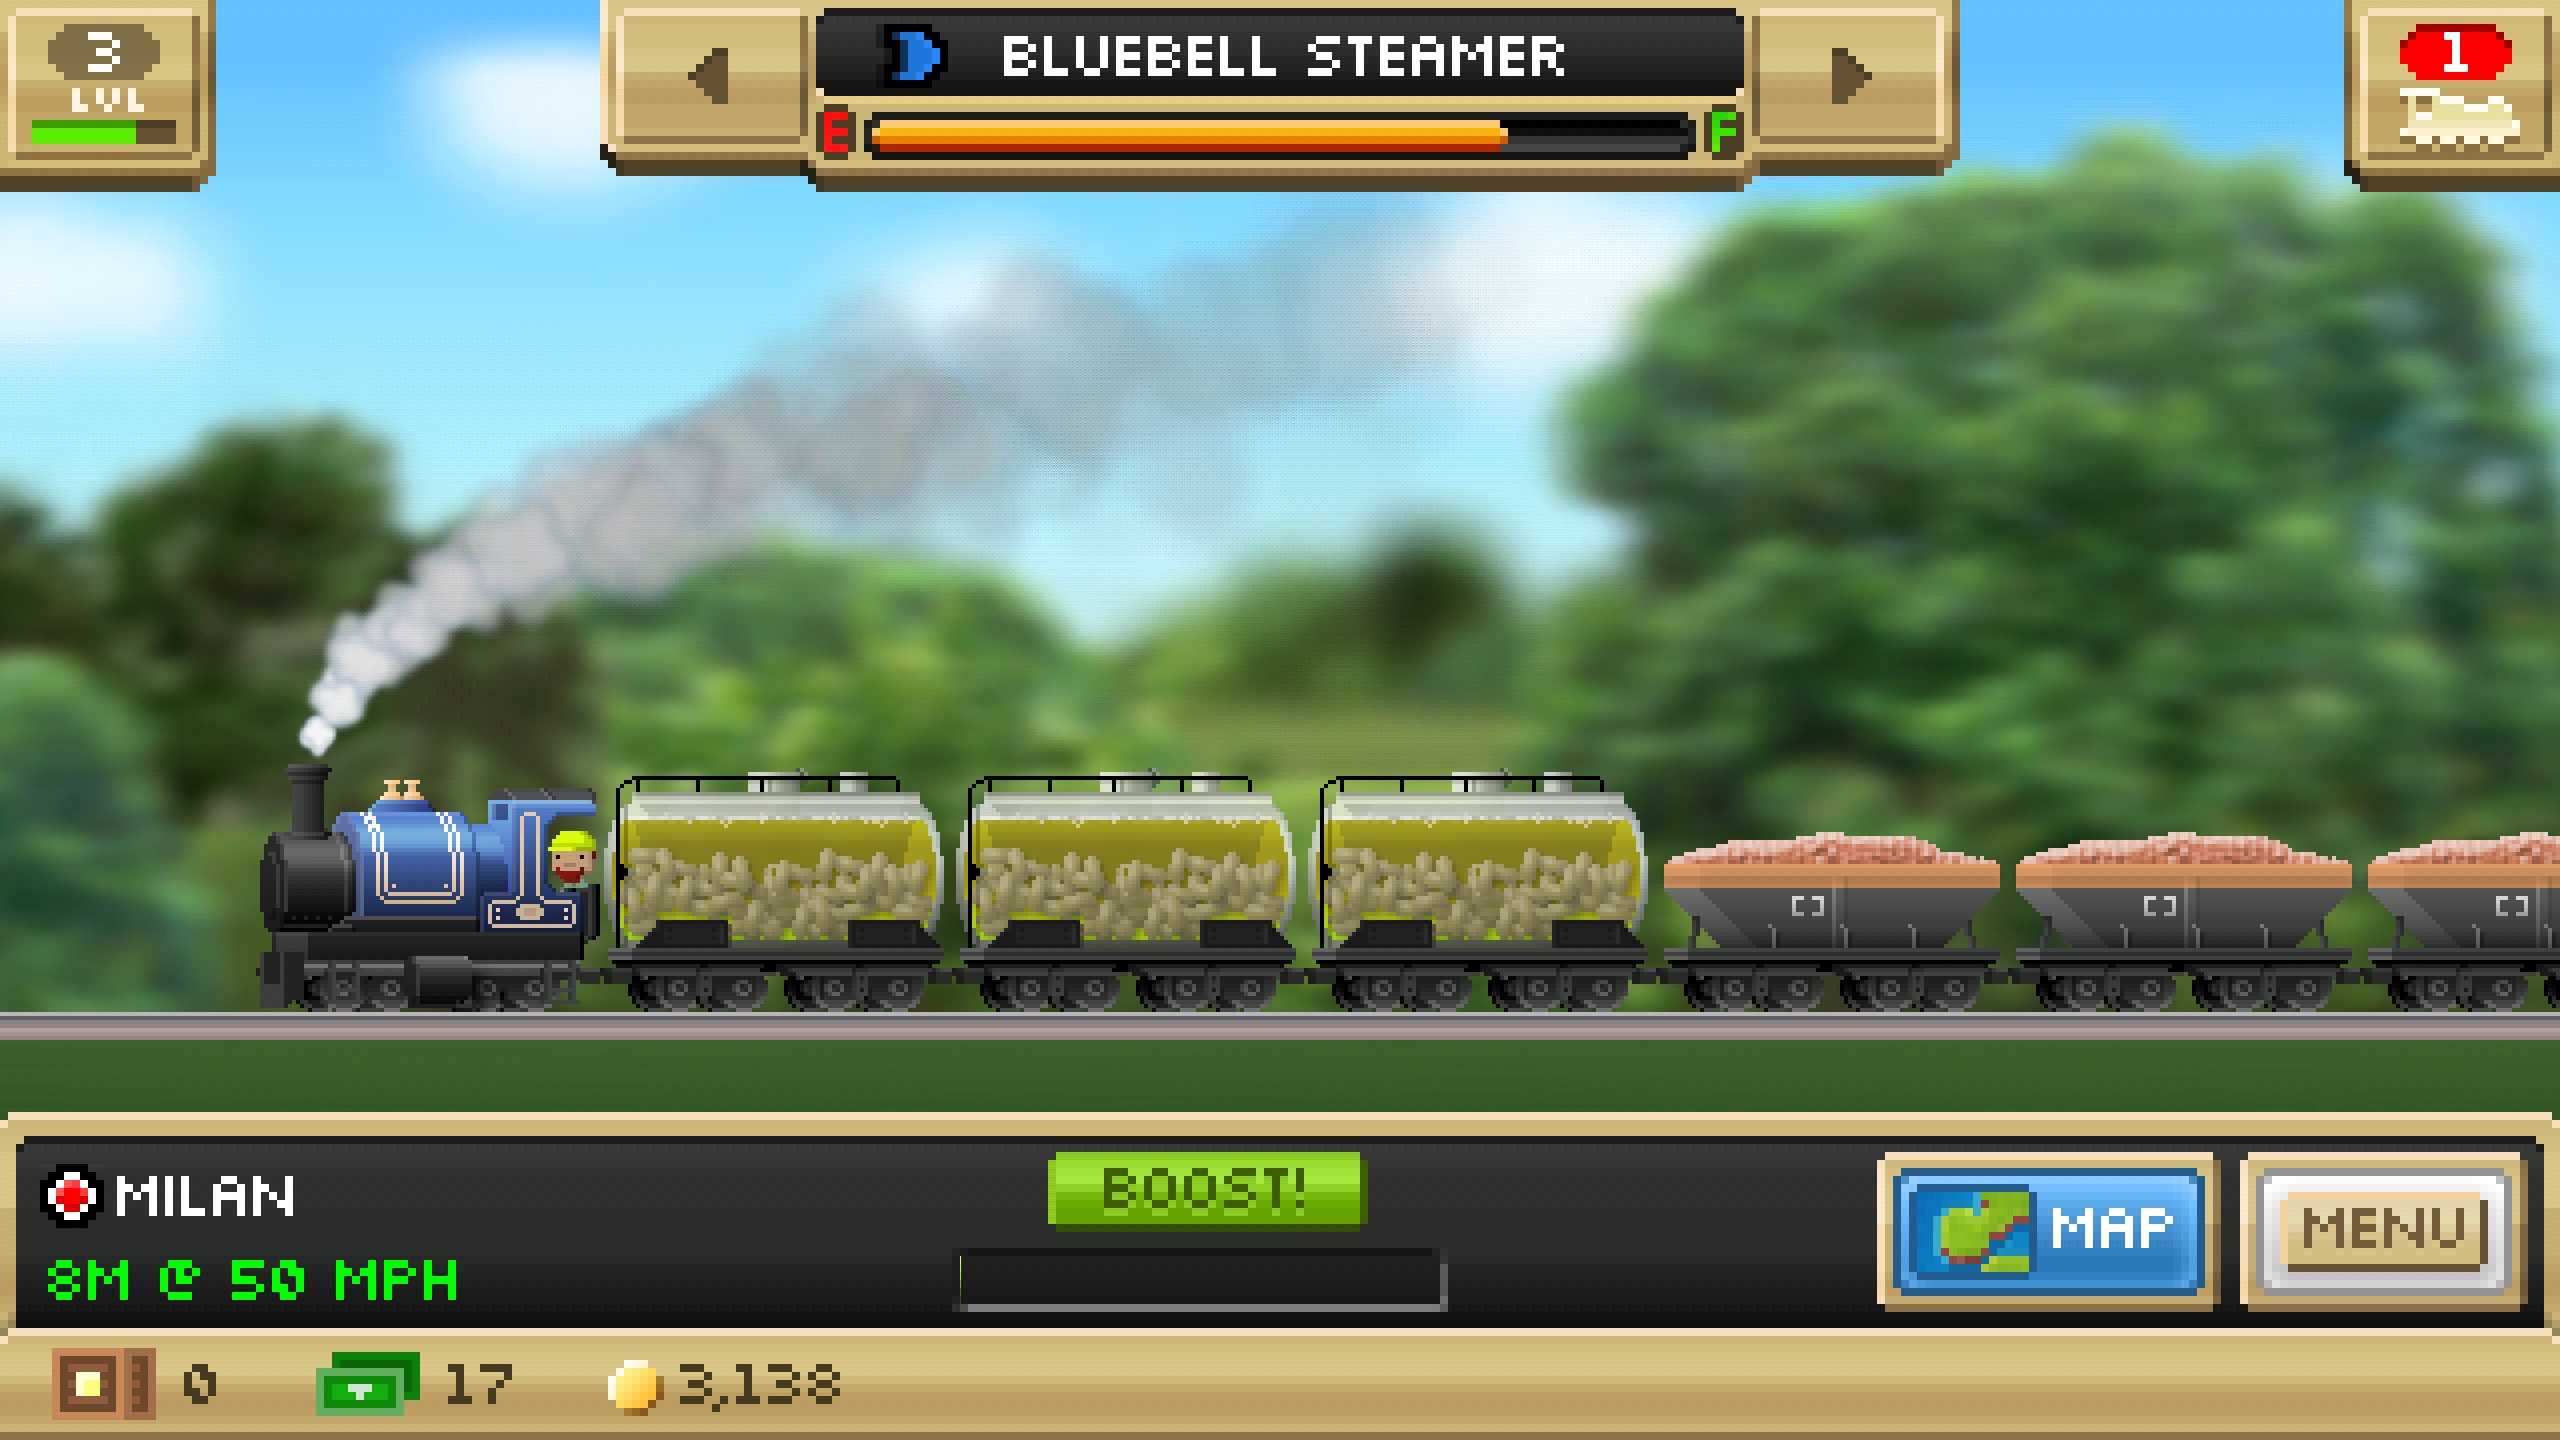 3
LVL
BLUEBELL STEAMER
E
F
1
MILAN
8M @ 50 MPH
BOOST!
MAP
MENU
0
17
3,138